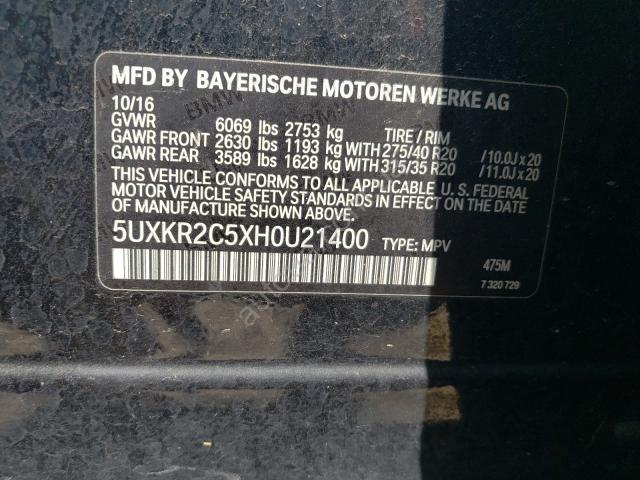 MFD BY BAYERISCHE MOTOREN WERKE AG
10/16
GVWR 6069 lbs 2753 kg TIRE / RIM
GAWR FRONT 2630 lbs 1193 kg WITH 275/40 R20 /10.0J x 20
GAWR REAR 3589 lbs 1628 kg WITH 315/35 R20 /11.0J x 20
THIS VEHICLE CONFORMS TO ALL APPLICABLE U. S. FEDERAL
MOTOR VEHICLE SAFETY STANDARDS IN EFFECT ON THE DATE
OF MANUFACTURE SHOWN ABOVE.
5UXKR2C5XH0U21400 TYPE: MPV
475M
7 320 729